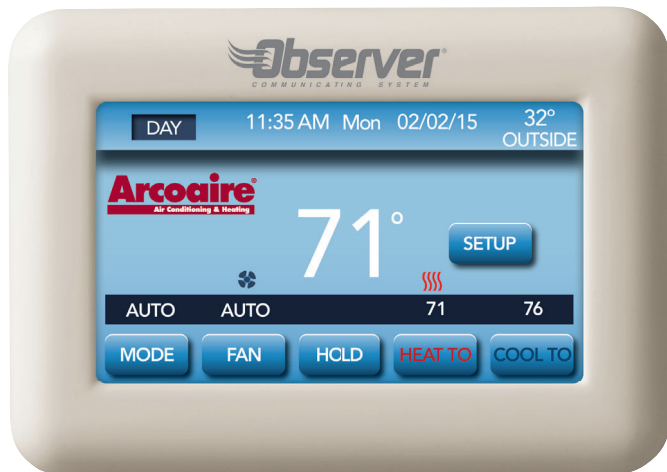 Observer®
COMMUNICATING SYSTEM
DAY 11:35 AM Mon 02/02/15 32°
OUTSIDE
Arcoaire®
Air Conditioning & Heating
71°
SETUP
AUTO AUTO 71 76
MODE FAN HOLD HEAT TO COOL TO